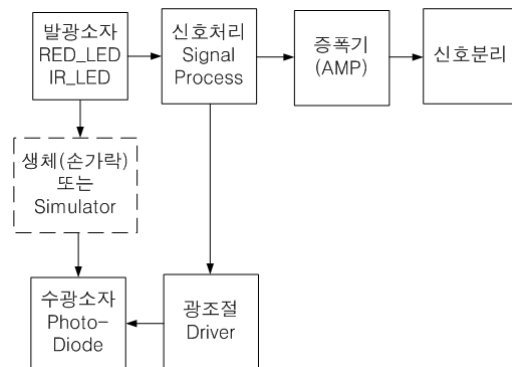 발광소자
RED_LED
IR_LED
신호처리
Signal
Process
증폭기
(AMP)
신호분리
생체(손가락)
또는
Simulator
수광소자
Photo-
Diode
광조절
Driver